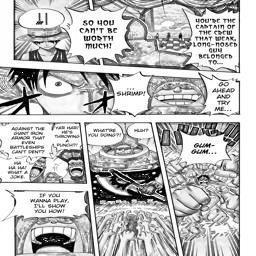 YOU'RE THE
CAPTAIN OF
THE CREW
THAT WEAK,
LONG-NOSED
GUY
BELONGED
TO...
SO YOU
CAN'T BE
WORTH
MUCH!
!!
GO
AHEAD
AND TRY
ME...
...
SHRIMP!
GUM-
GUM...
HUH?
WHAT'RE
YOU DOING?!
YAR HAR!
HE'S
THROWING
A
PUNCH?!
AGAINST THE
GIANT IRON
ARMOR
THAT EVEN
BATTLESHIPS
CAN'T DENT?
HA HA
HA! WHAT
A JOKE.
IF YOU
WANNA PLAY,
I'LL SHOW
YOU HOW!